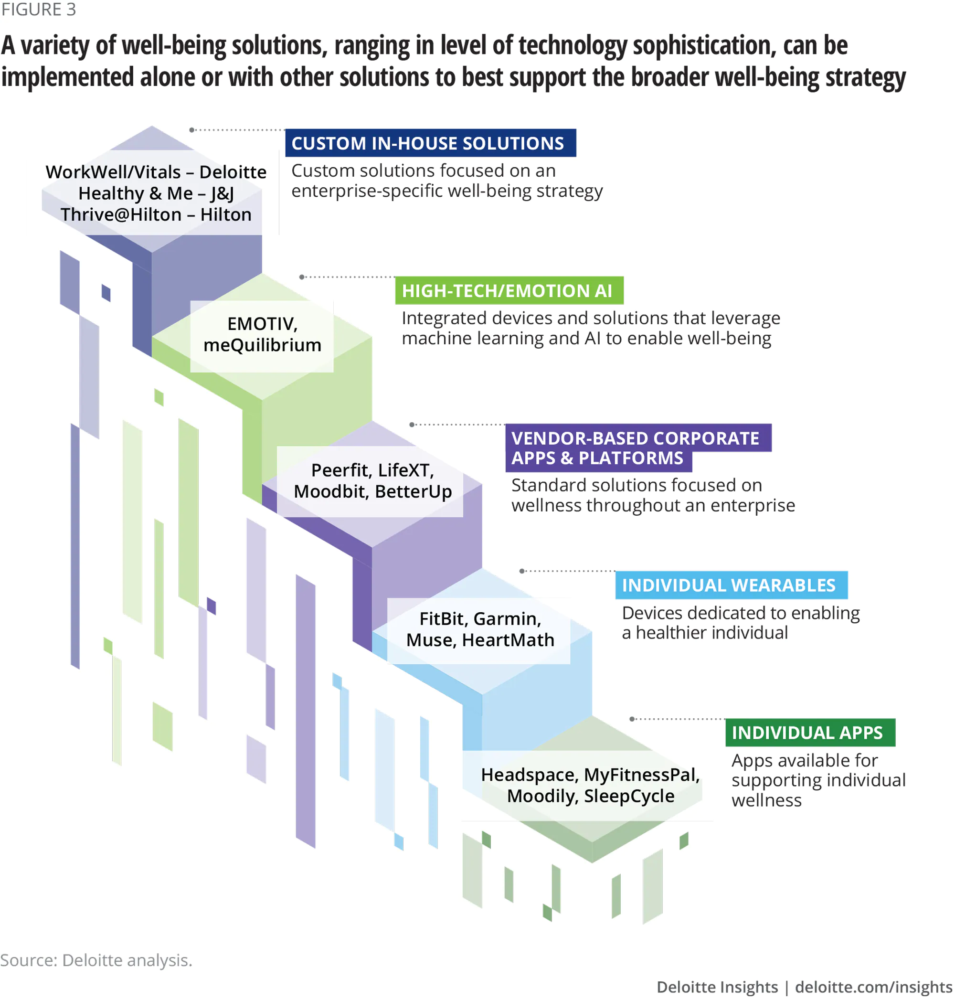 FIGURE 3
A variety of well-being solutions, ranging in level of technology sophistication, can be
implemented alone or with other solutions to best support the broader well-being strategy
CUSTOM IN-HOUSE SOLUTIONS
Custom solutions focused on an
enterprise-specific well-being strategy
WorkWell/Vitals – Deloitte
Healthy & Me – J&J
Thrive@Hilton – Hilton
HIGH-TECH/EMOTION AI
Integrated devices and solutions that leverage
machine learning and AI to enable well-being
EMOTIV,
meQuilibrium
VENDOR-BASED CORPORATE
APPS & PLATFORMS
Standard solutions focused on
wellness throughout an enterprise
Peerfit, LifeXT,
Moodbit, BetterUp
INDIVIDUAL WEARABLES
Devices dedicated to enabling
a healthier individual
FitBit, Garmin,
Muse, HeartMath
INDIVIDUAL APPS
Apps available for
supporting individual
wellness
Headspace, MyFitnessPal,
Moodily, SleepCycle
Source: Deloitte analysis.
Deloitte Insights | deloitte.com/insights